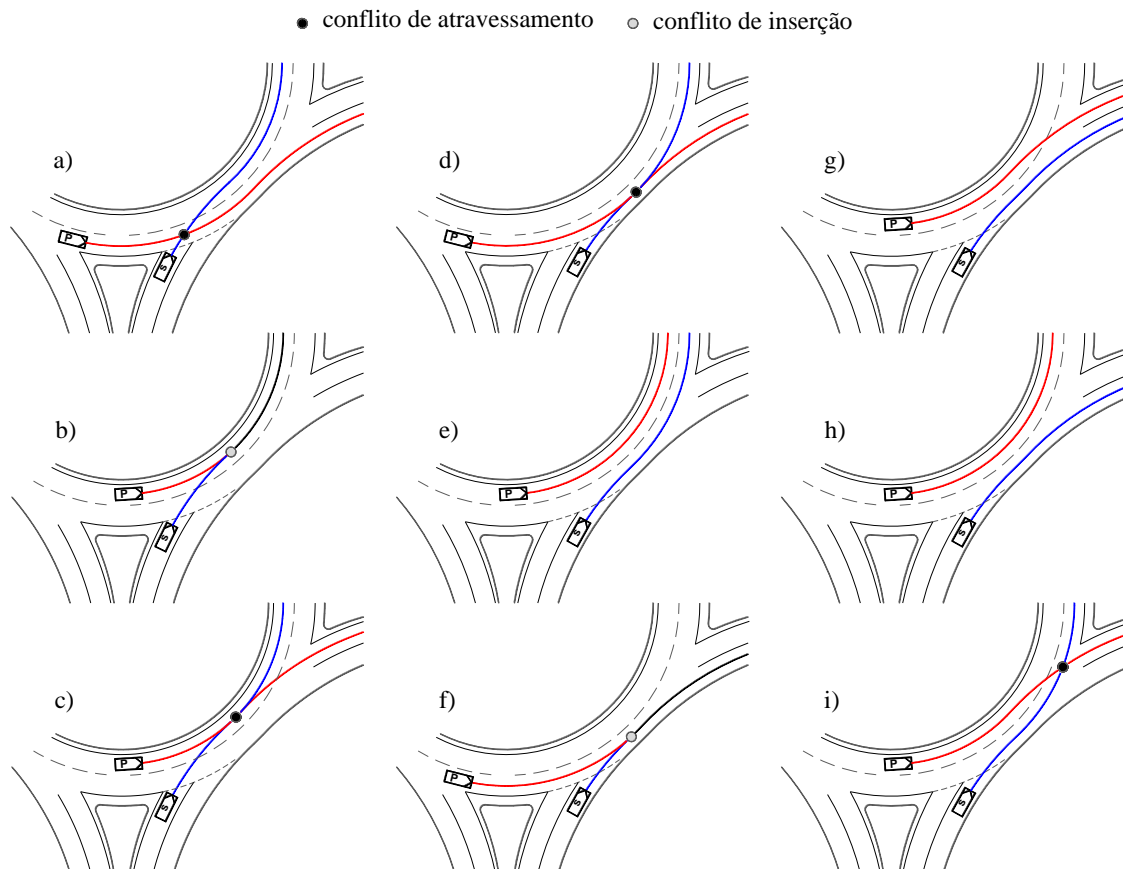 conflito de atravessamento conflito de inserção
a) d) g)
P P P
S S S
b) e) h)
P P P
S S S
c) f) i)
P P P
S S S